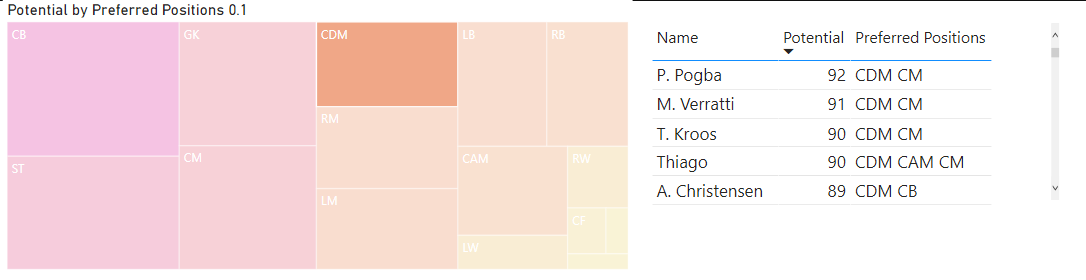 Potential by Preferred Positions 0.1
CB
GK
CDM
LB
RB
RM
ST
CM
CAM
RW
LM
CF
LW
Name Potential Preferred Positions
P. Pogba 92 CDM CM
M. Verratti 91 CDM CM
T. Kroos 90 CDM CM
Thiago 90 CDM CAM CM
A. Christensen 89 CDM CB